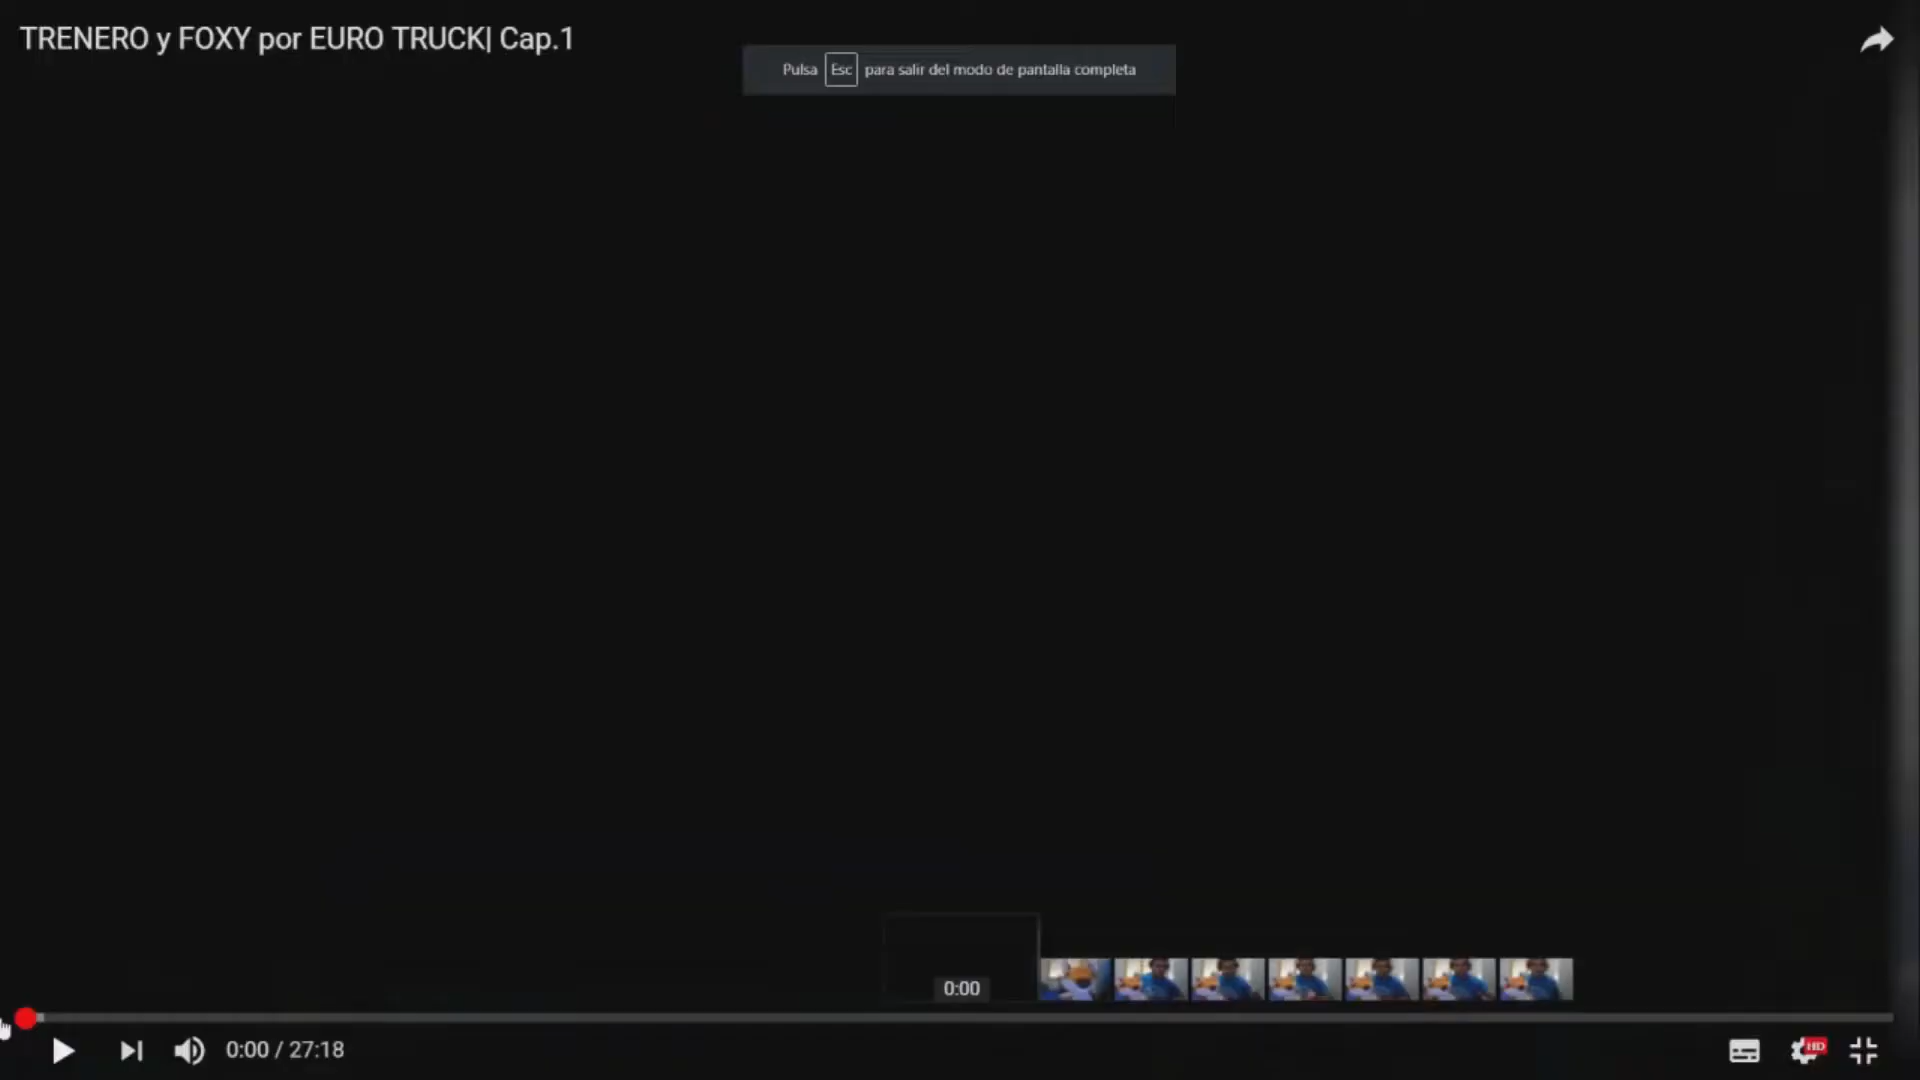 TRENERO y FOXY por EURO TRUCK| Cap.1
Pulsa Esc para salir del modo de pantalla completa
0:00
0:00 / 27:18
HD